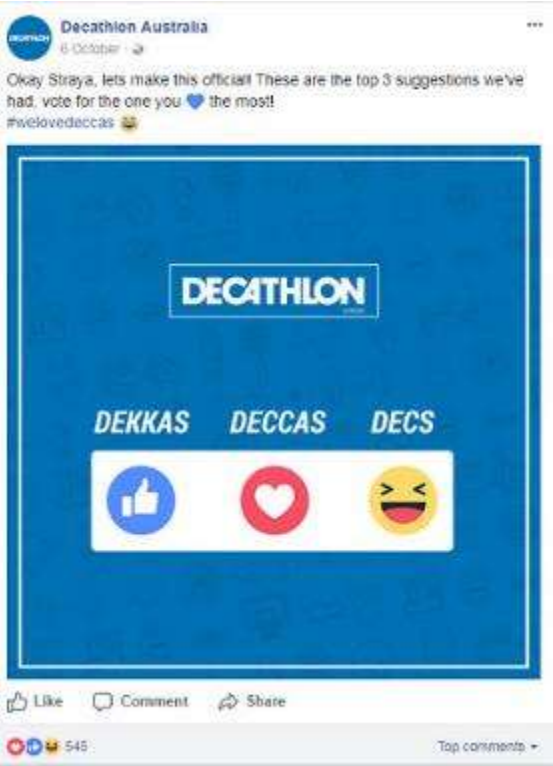 Decathlon Australia
6 October
Okay Straya, lets make this official! These are the top 3 suggestions we've
had, vote for the one you 💙 the most!
#welovedeccas 😆
DECATHLON
DEKKAS DECCAS DECS
Like Comment Share
545 Top comments